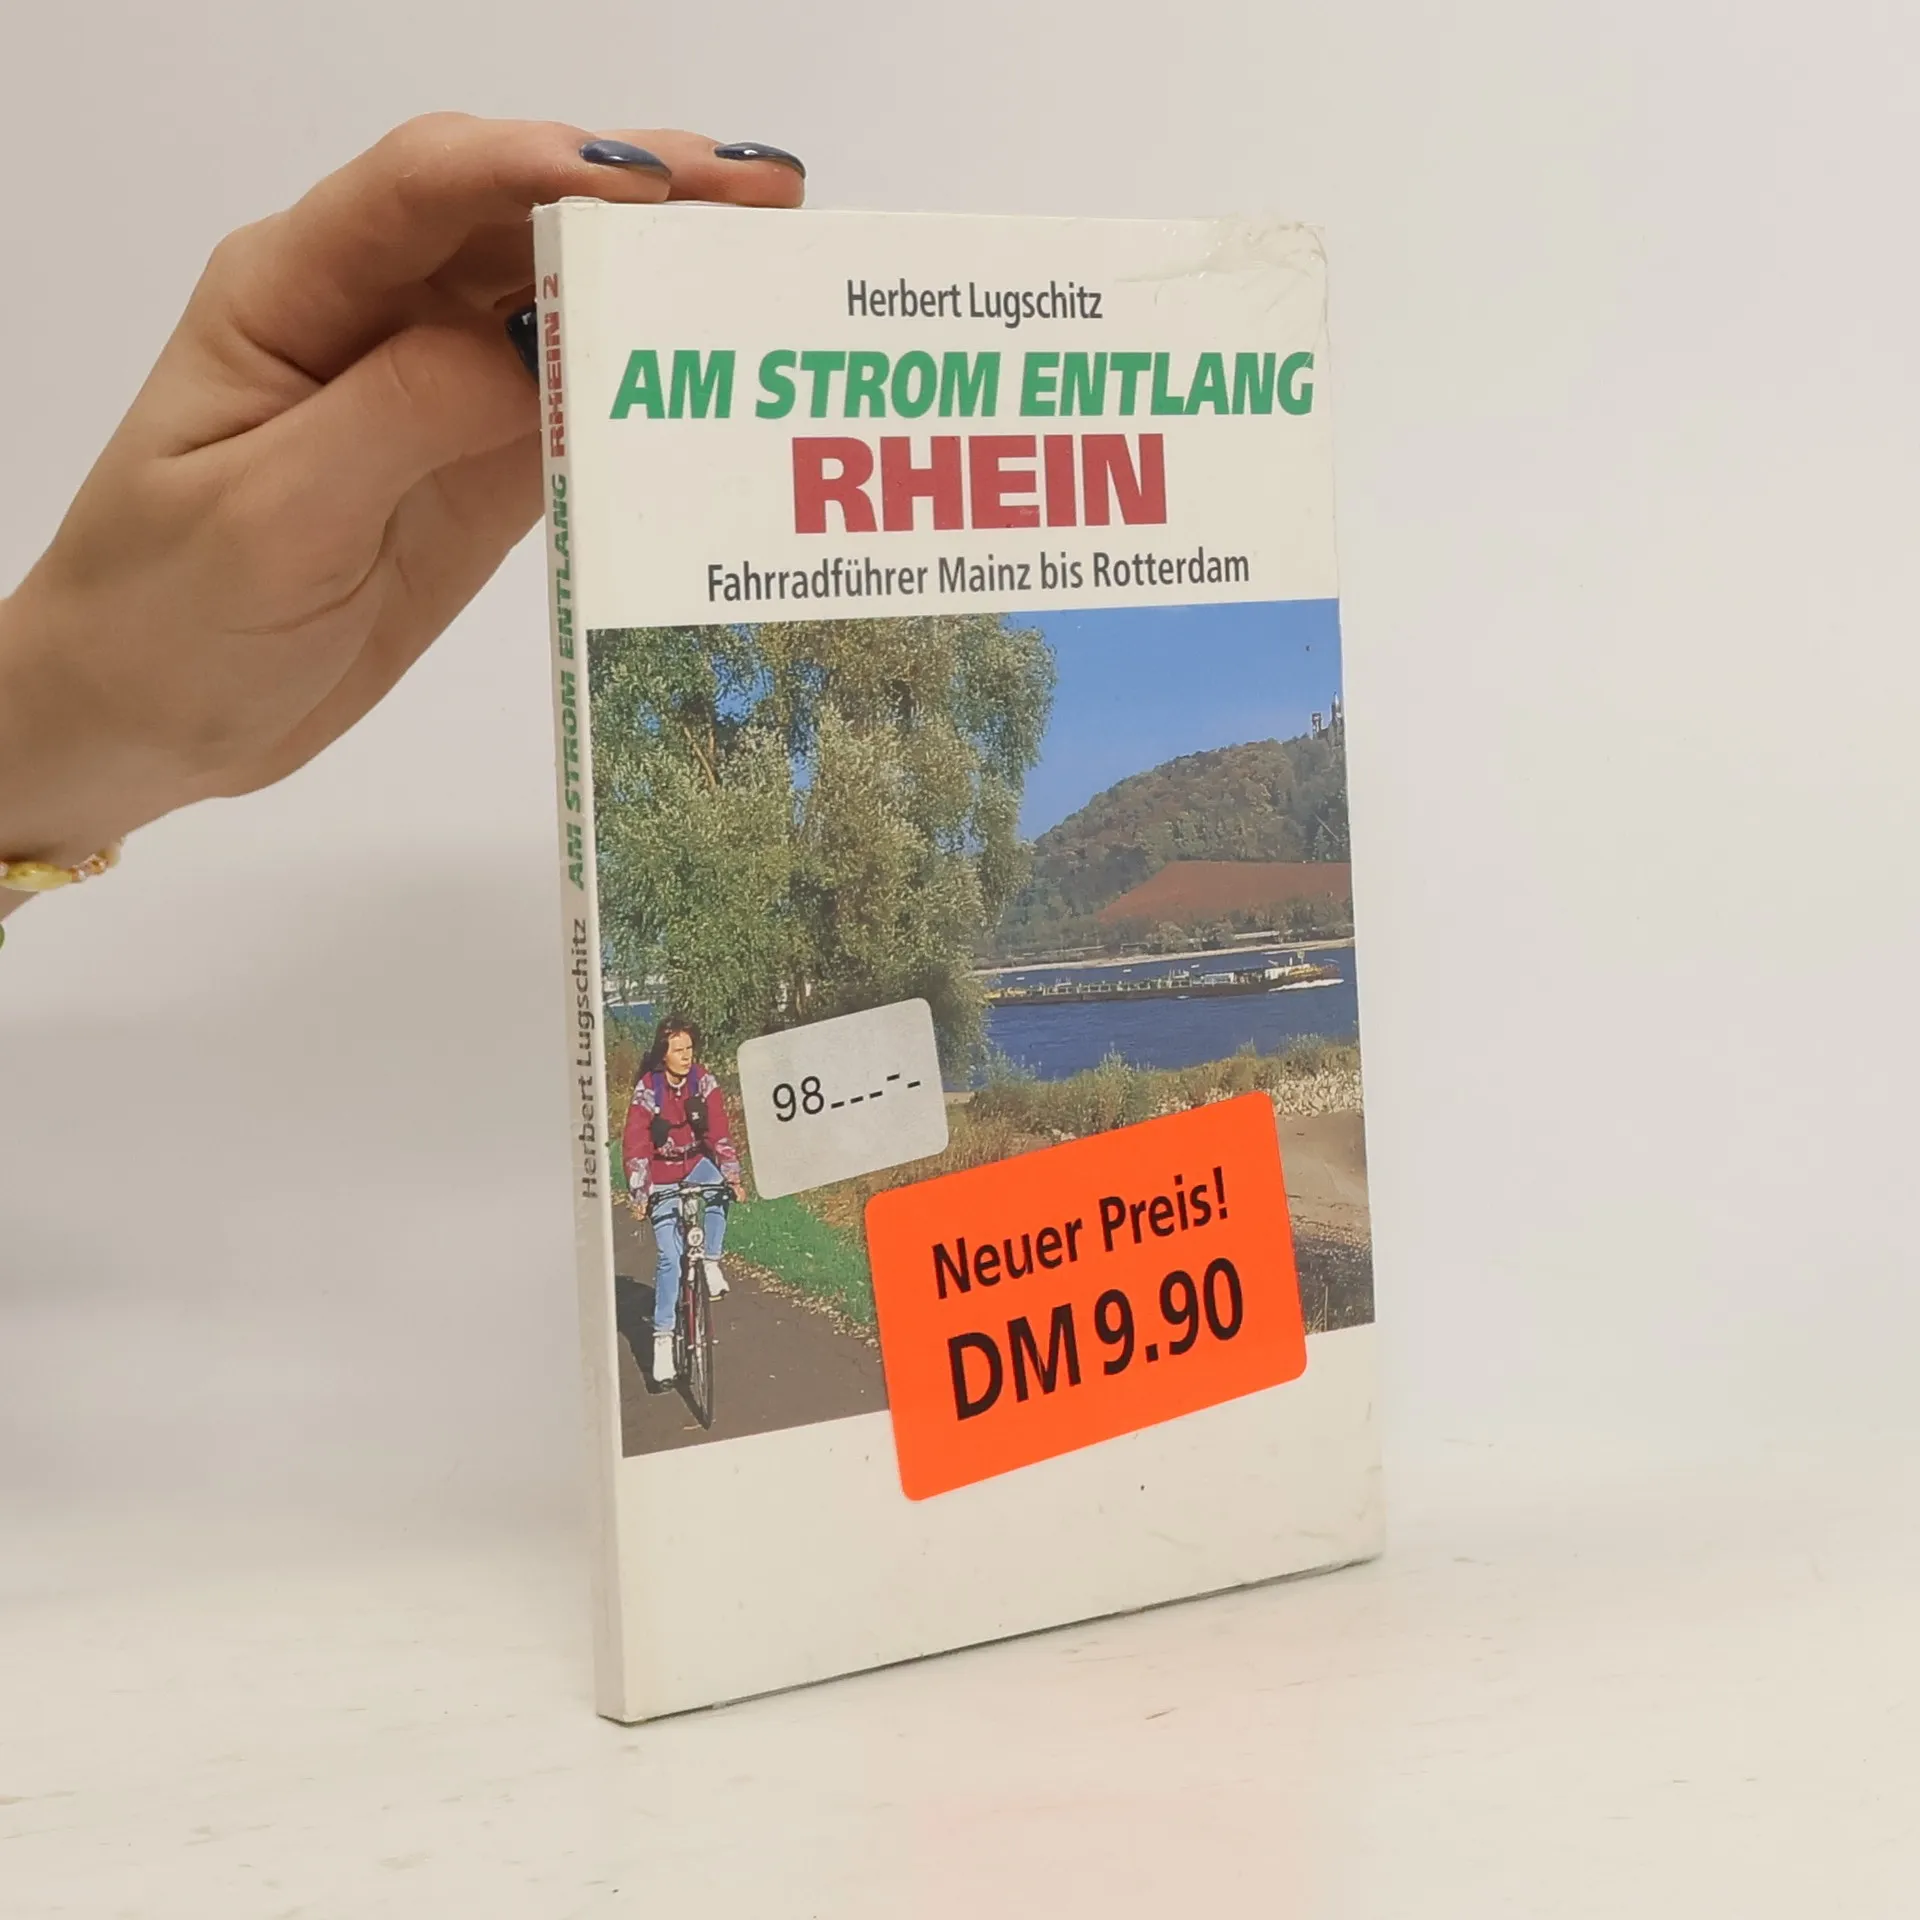 Herbert Lugschitz
AM STROM ENTLANG
RHEIN
Fahrradführer Mainz bis Rotterdam
98---‑-
Neuer Preis!
DM 9.90
Herbert Lugschitz AM STROM ENTLANG RHEIN 2